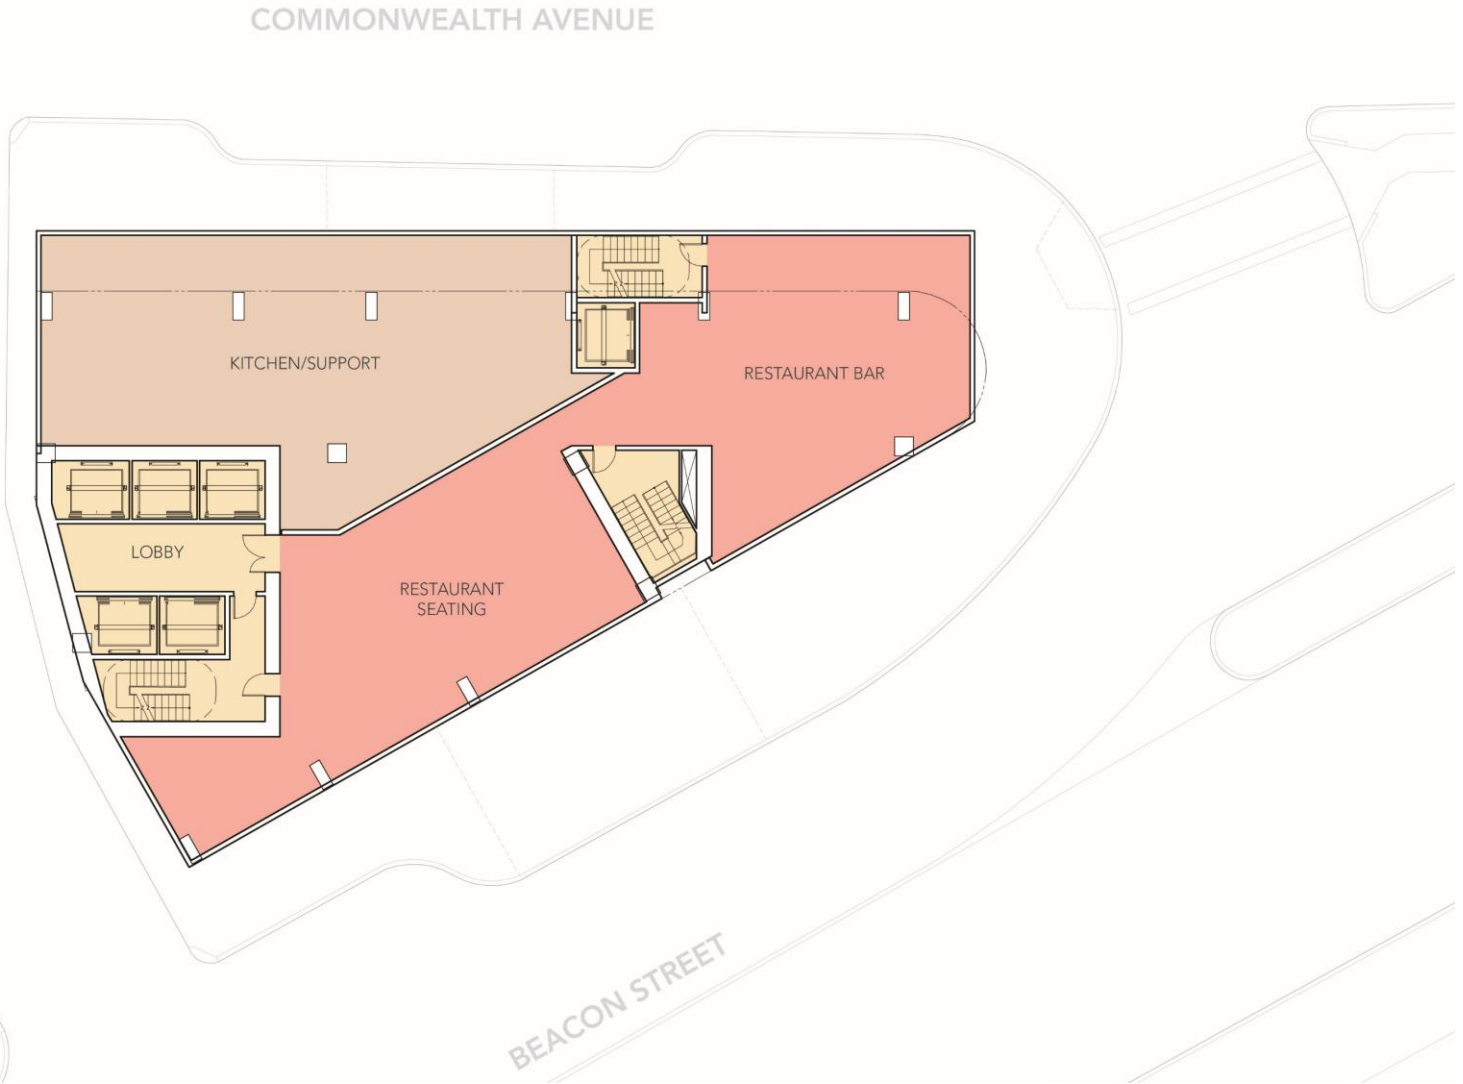 COMMONWEALTH AVENUE
KITCHEN/SUPPORT
RESTAURANT BAR
LOBBY
RESTAURANT
SEATING
BEACON STREET